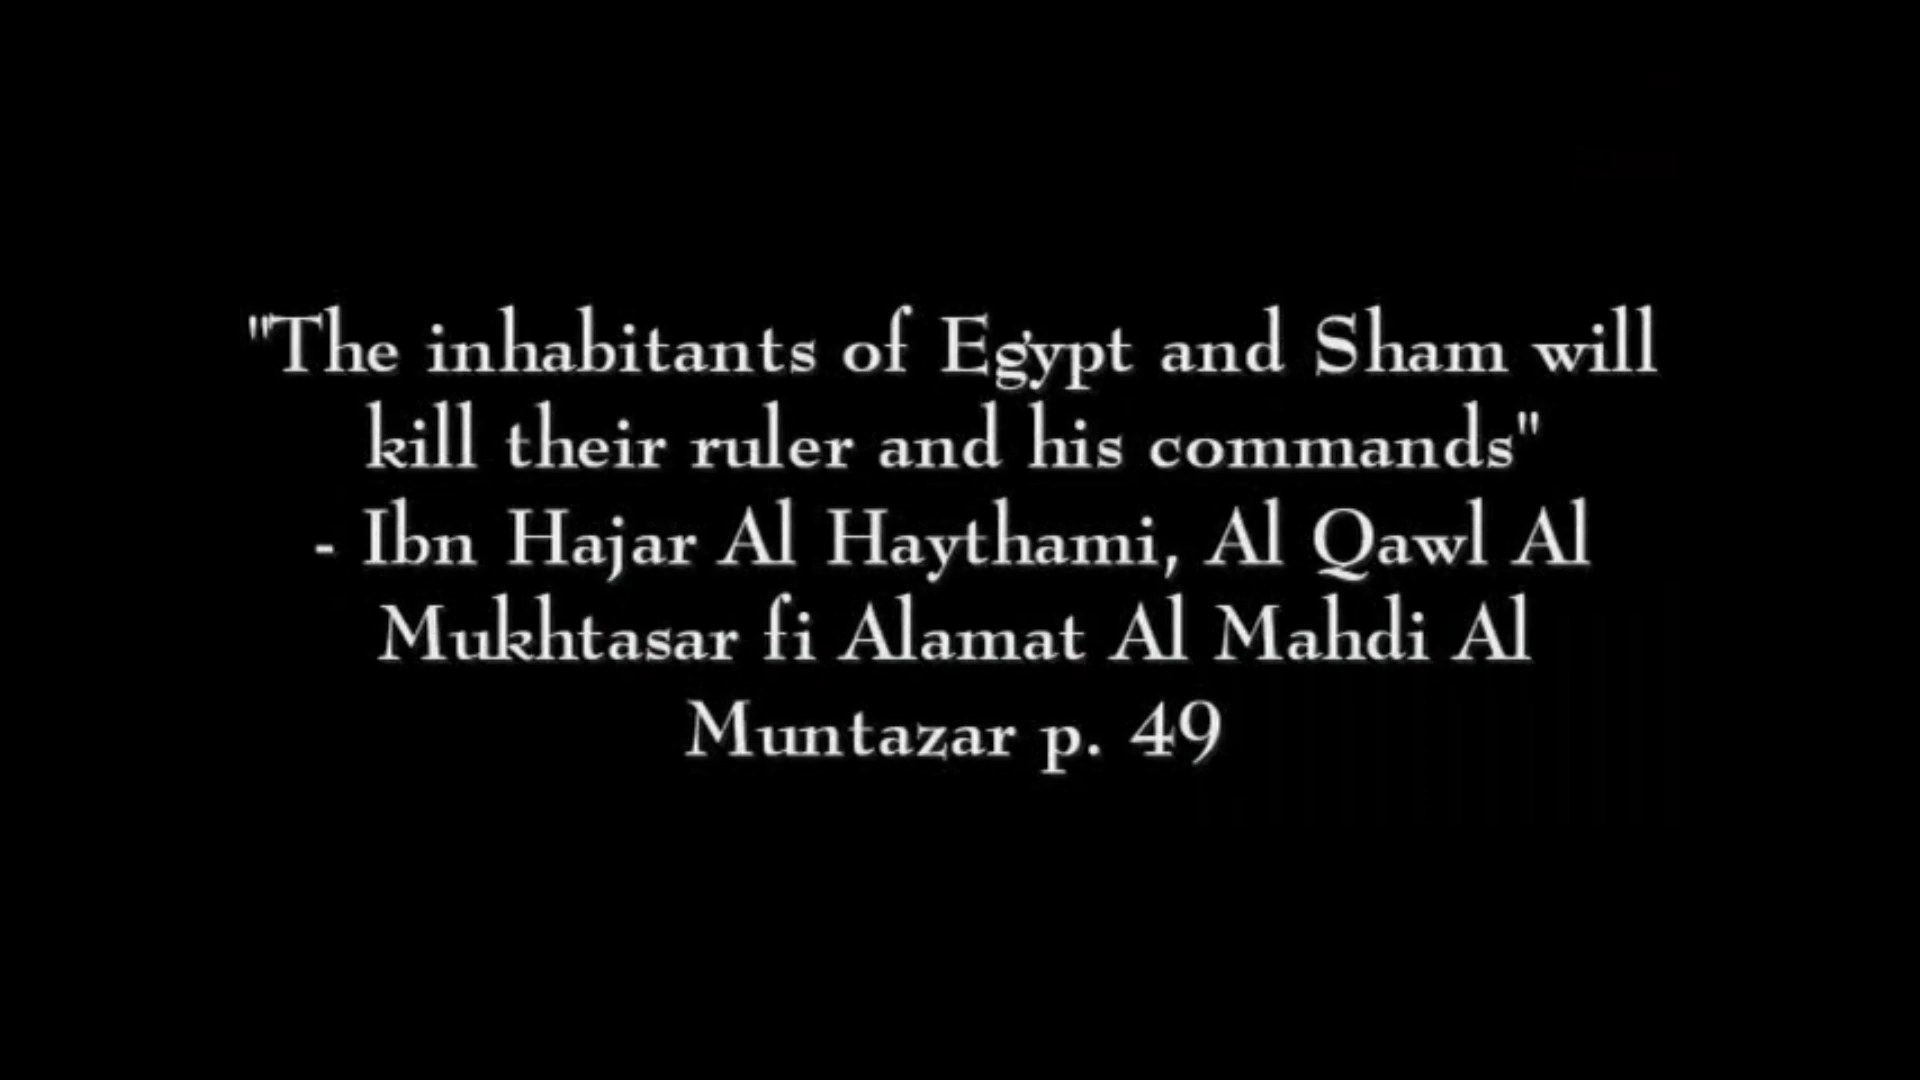 "The inhabitants of Egypt and Sham will
kill their ruler and his commands"
- Ibn Hajar Al Haythami, Al Qawl Al
Mukhtasar fi Alamat Al Mahdi Al
Muntazar p. 49